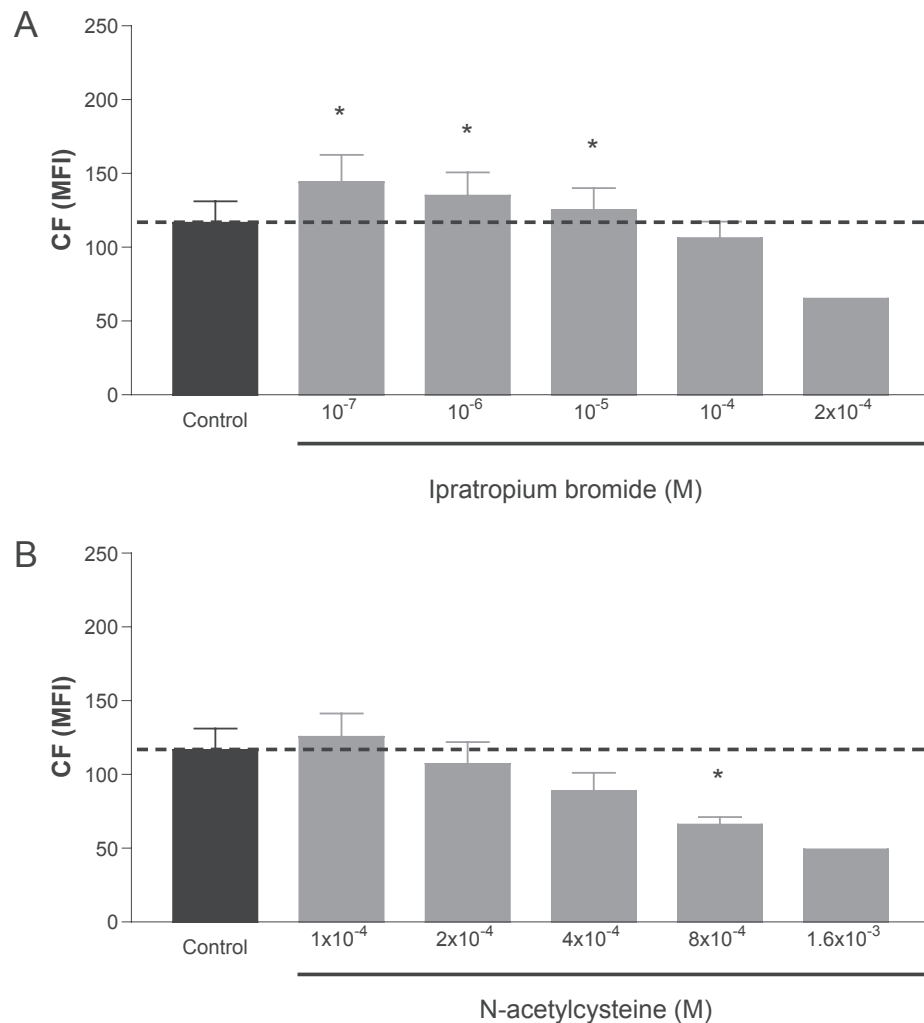 A
250
200
150
100
50
0
CF (MFI)
* * *
Control 10⁻⁷ 10⁻⁶ 10⁻⁵ 10⁻⁴ 2x10⁻⁴
Ipratropium bromide (M)
B
250
200
150
100
50
0
CF (MFI)
*
Control 1x10⁻⁴ 2x10⁻⁴ 4x10⁻⁴ 8x10⁻⁴ 1.6x10⁻³
N-acetylcysteine (M)